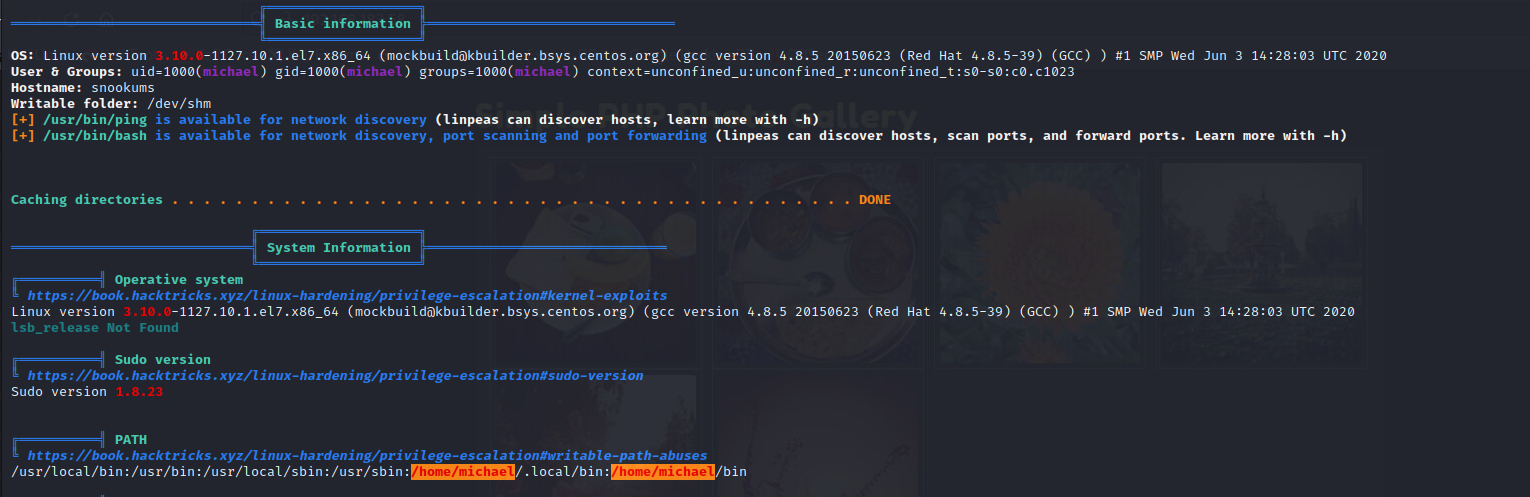 Basic information
OS: Linux version 3.10.0-1127.10.1.el7.x86_64 (mockbuild@kbuilder.bsys.centos.org) (gcc version 4.8.5 20150623 (Red Hat 4.8.5-39) (GCC) ) #1 SMP Wed Jun 3 14:28:03 UTC 2020
User & Groups: uid=1000(michael) gid=1000(michael) groups=1000(michael) context=unconfined_u:unconfined_r:unconfined_t:s0-s0:c0.c1023
Hostname: snookums
Writable folder: /dev/shm
Simple PHP Photo Gallery
[+] /usr/bin/ping is available for network discovery (linpeas can discover hosts, learn more with -h)
[+] /usr/bin/bash is available for network discovery, port scanning and port forwarding (linpeas can discover hosts, scan ports, and forward ports. Learn more with -h)
Caching directories . . . . . . . . . . . . . . . . . . . . . . . . . . . . . . . . . . . . . . . . . . . DONE
System Information
Operative system
https://book.hacktricks.xyz/linux-hardening/privilege-escalation#kernel-exploits
Linux version 3.10.0-1127.10.1.el7.x86_64 (mockbuild@kbuilder.bsys.centos.org) (gcc version 4.8.5 20150623 (Red Hat 4.8.5-39) (GCC) ) #1 SMP Wed Jun 3 14:28:03 UTC 2020
lsb_release Not Found
Sudo version
https://book.hacktricks.xyz/linux-hardening/privilege-escalation#sudo-version
Sudo version 1.8.23
PATH
https://book.hacktricks.xyz/linux-hardening/privilege-escalation#writable-path-abuses
/usr/local/bin:/usr/bin:/usr/local/sbin:/usr/sbin:/home/michael/.local/bin:/home/michael/bin